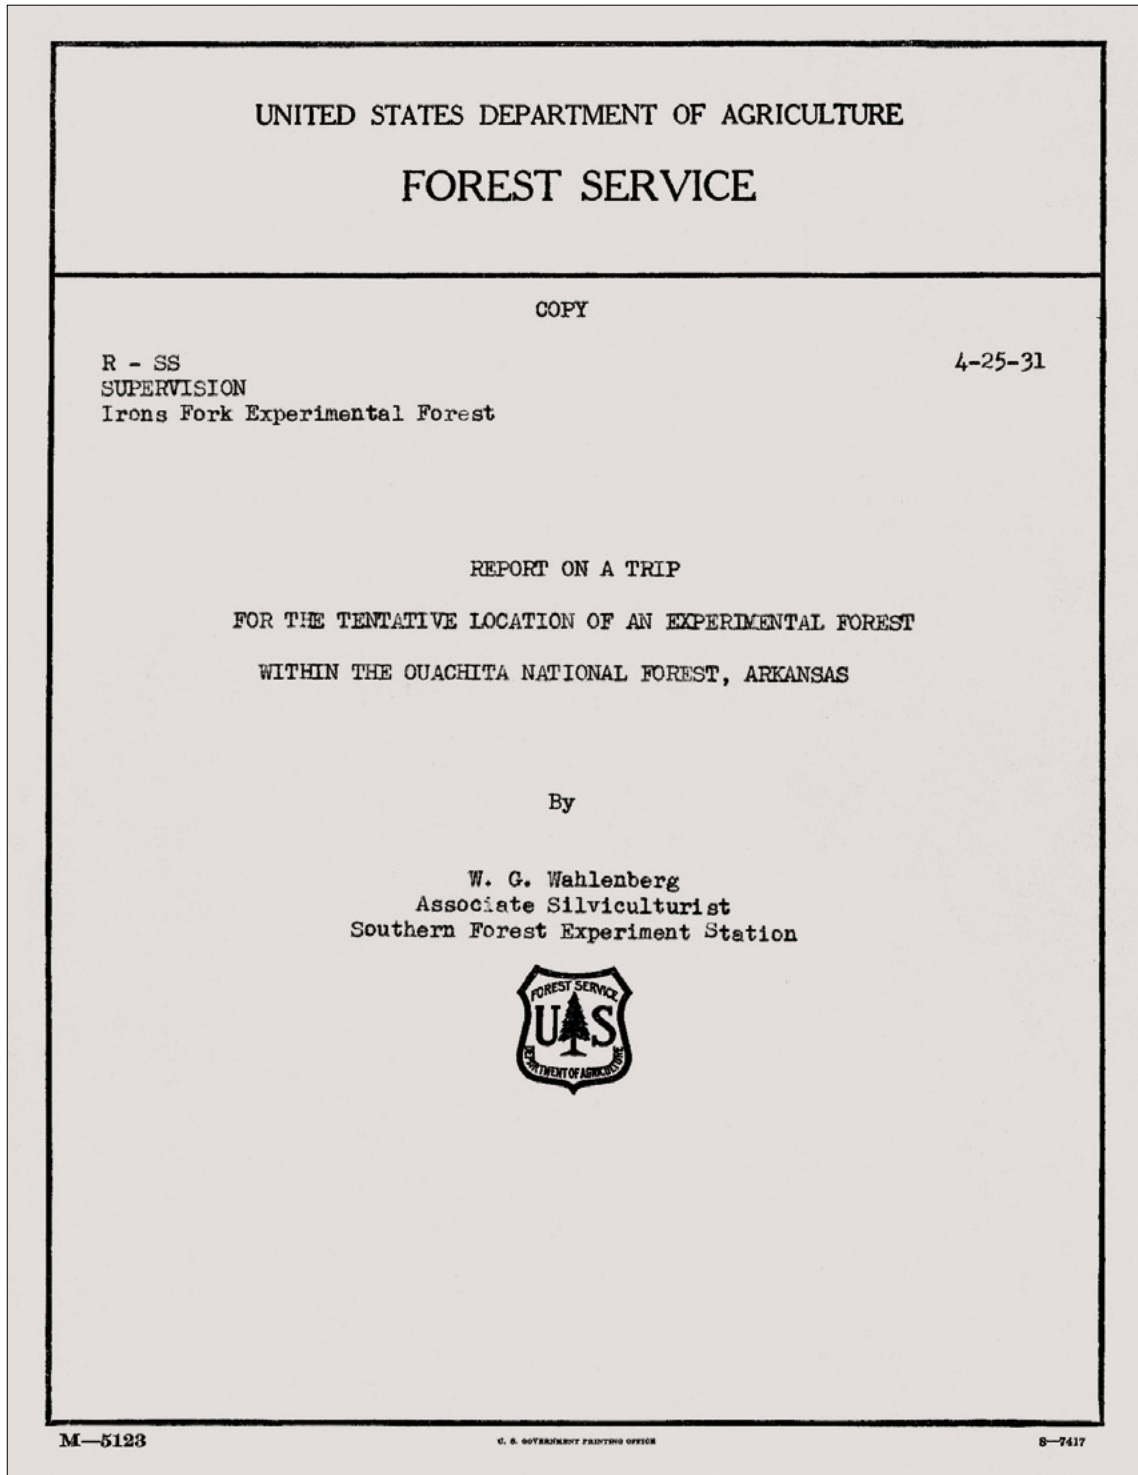 UNITED STATES DEPARTMENT OF AGRICULTURE
FOREST SERVICE
COPY
R - SS 4-25-31
SUPERVISION
Irons Fork Experimental Forest
REPORT ON A TRIP
FOR THE TENTATIVE LOCATION OF AN EXPERIMENTAL FOREST
WITHIN THE OUACHITA NATIONAL FOREST, ARKANSAS
By
W. G. Wahlenberg
Associate Silviculturist
Southern Forest Experiment Station
FOREST SERVICE
U S
DEPARTMENT OF AGRICULTURE
M—5123 U. S. GOVERNMENT PRINTING OFFICE 8—7417